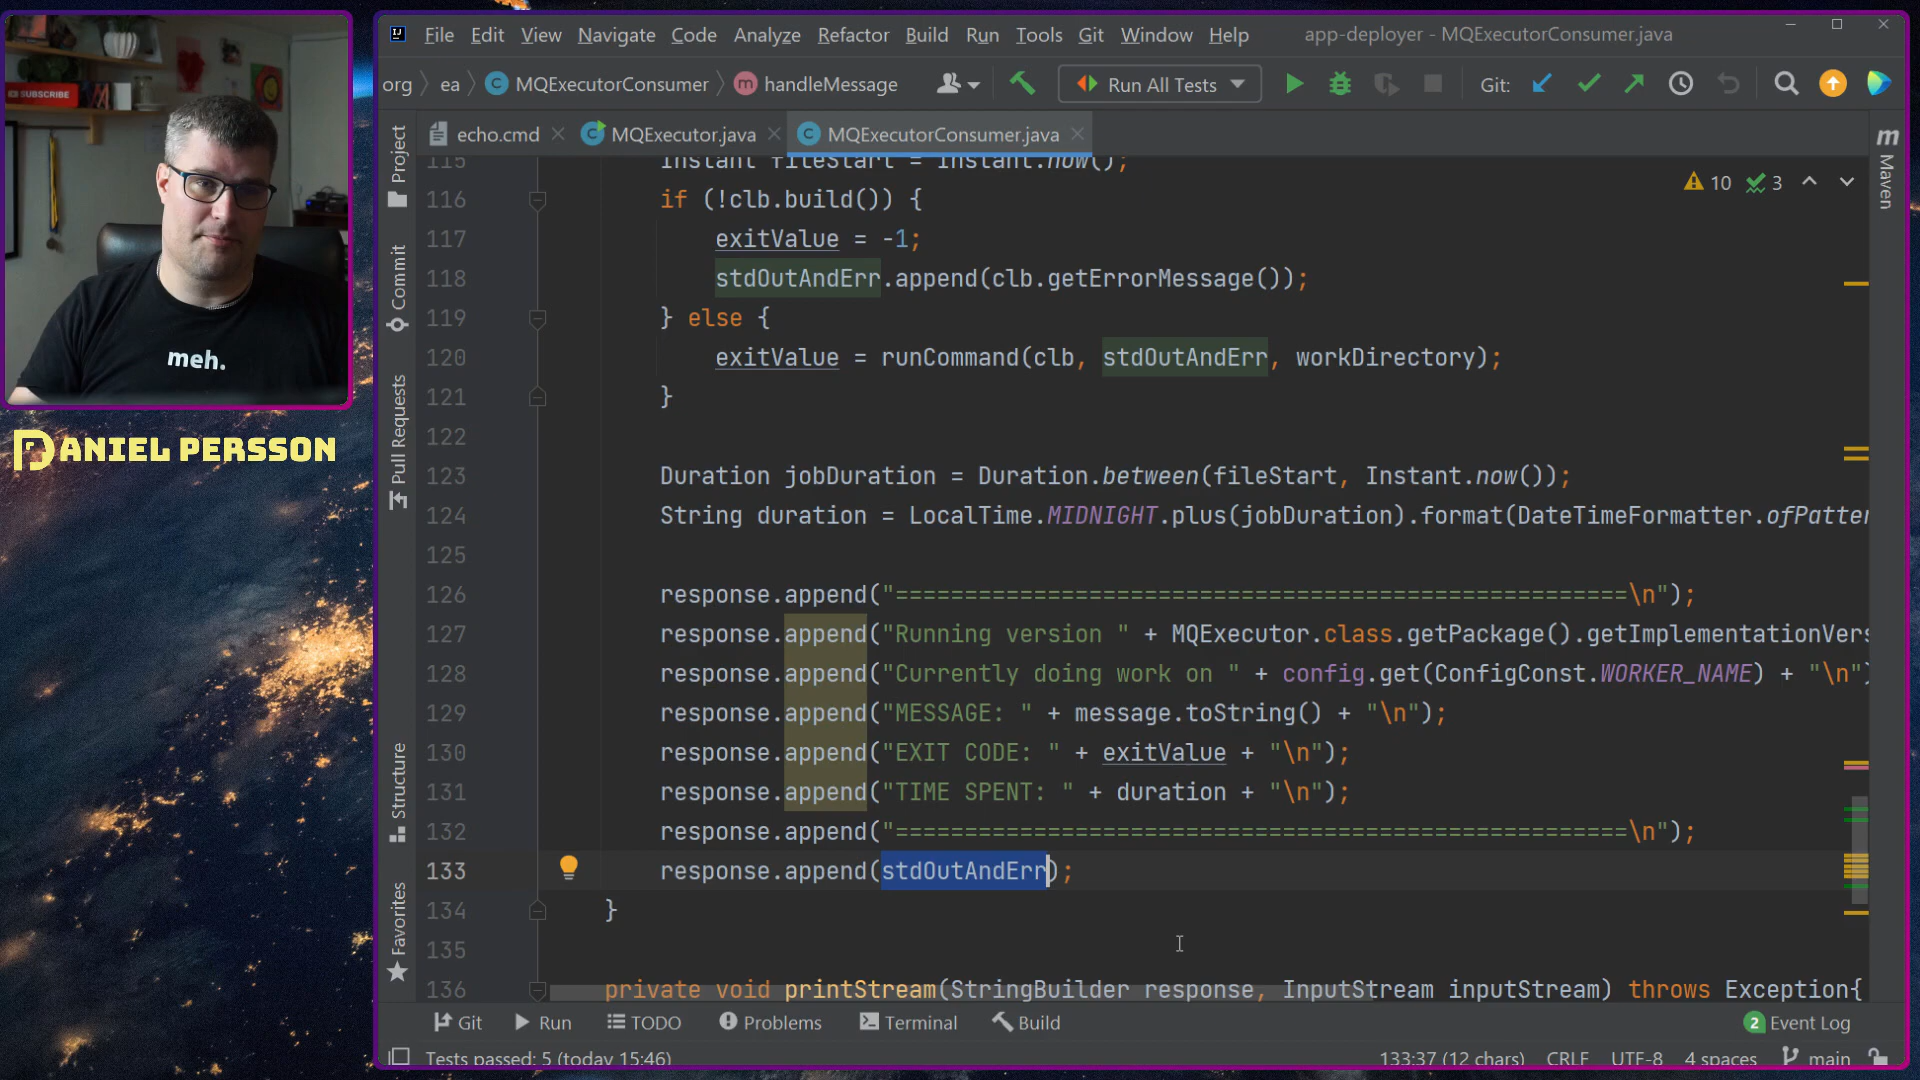 SUBSCRIBE
meh.
DANIEL PERSSON
File Edit View Navigate Code Analyze Refactor Build Run Tools Git Window Help app-deployer - MQExecutorConsumer.java
org ea MQExecutorConsumer handleMessage Run All Tests Git:
echo.cmd MQExecutor.java MQExecutorConsumer.java
Project
Commit
Pull Requests
Structure
Favorites
Maven
10 3
115 Instant fileStart = Instant.now();
116 if (!clb.build()) {
117 exitValue = -1;
118 stdOutAndErr.append(clb.getErrorMessage());
119 } else {
120 exitValue = runCommand(clb, stdOutAndErr, workDirectory);
121 }
122
123 Duration jobDuration = Duration.between(fileStart, Instant.now());
124 String duration = LocalTime.MIDNIGHT.plus(jobDuration).format(DateTimeFormatter.ofPatter
125
126 response.append("=====================================================\n");
127 response.append("Running version " + MQExecutor.class.getPackage().getImplementationVers
128 response.append("Currently doing work on " + config.get(ConfigConst.WORKER_NAME) + "\n")
129 response.append("MESSAGE: " + message.toString() + "\n");
130 response.append("EXIT CODE: " + exitValue + "\n");
131 response.append("TIME SPENT: " + duration + "\n");
132 response.append("=====================================================\n");
133 response.append(stdOutAndErr);
134 }
135
136 private void printStream(StringBuilder response, InputStream inputStream) throws Exception{
Git Run TODO Problems Terminal Build 2 Event Log
Tests passed: 5 (today 15:46) 133:37 (12 chars) CRLF UTF-8 4 spaces main